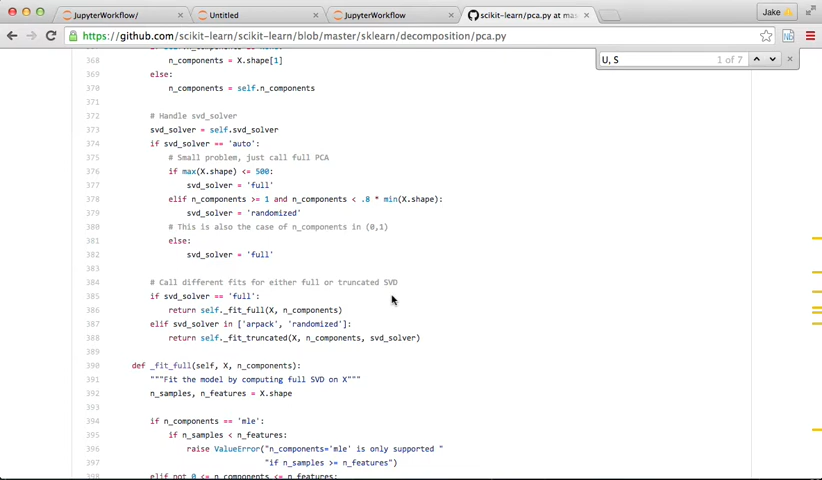 JupyterWorkflow/
Untitled
JupyterWorkflow
scikit-learn/pca.py at mas
Jake
https://github.com/scikit-learn/scikit-learn/blob/master/sklearn/decomposition/pca.py
U, S
1 of 7
368 n_components = X.shape[1]
369 else:
370 n_components = self.n_components
371
372 # Handle svd_solver
373 svd_solver = self.svd_solver
374 if svd_solver == 'auto':
375 # Small problem, just call full PCA
376 if max(X.shape) <= 500:
377 svd_solver = 'full'
378 elif n_components >= 1 and n_components < .8 * min(X.shape):
379 svd_solver = 'randomized'
380 # This is also the case of n_components in (0,1)
381 else:
382 svd_solver = 'full'
383
384 # Call different fits for either full or truncated SVD
385 if svd_solver == 'full':
386 return self._fit_full(X, n_components)
387 elif svd_solver in ['arpack', 'randomized']:
388 return self._fit_truncated(X, n_components, svd_solver)
389
390 def _fit_full(self, X, n_components):
391 """Fit the model by computing full SVD on X"""
392 n_samples, n_features = X.shape
393
394 if n_components == 'mle':
395 if n_samples < n_features:
396 raise ValueError("n_components='mle' is only supported "
397 "if n_samples >= n_features")
398 elif not 0 <= n_components <= n_features: